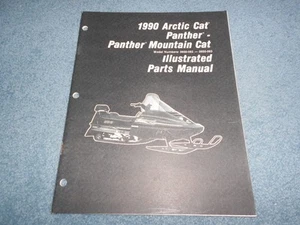 1990 Arctic Cat
Panther -
Panther Mountain Cat
Illustrated
Parts Manual